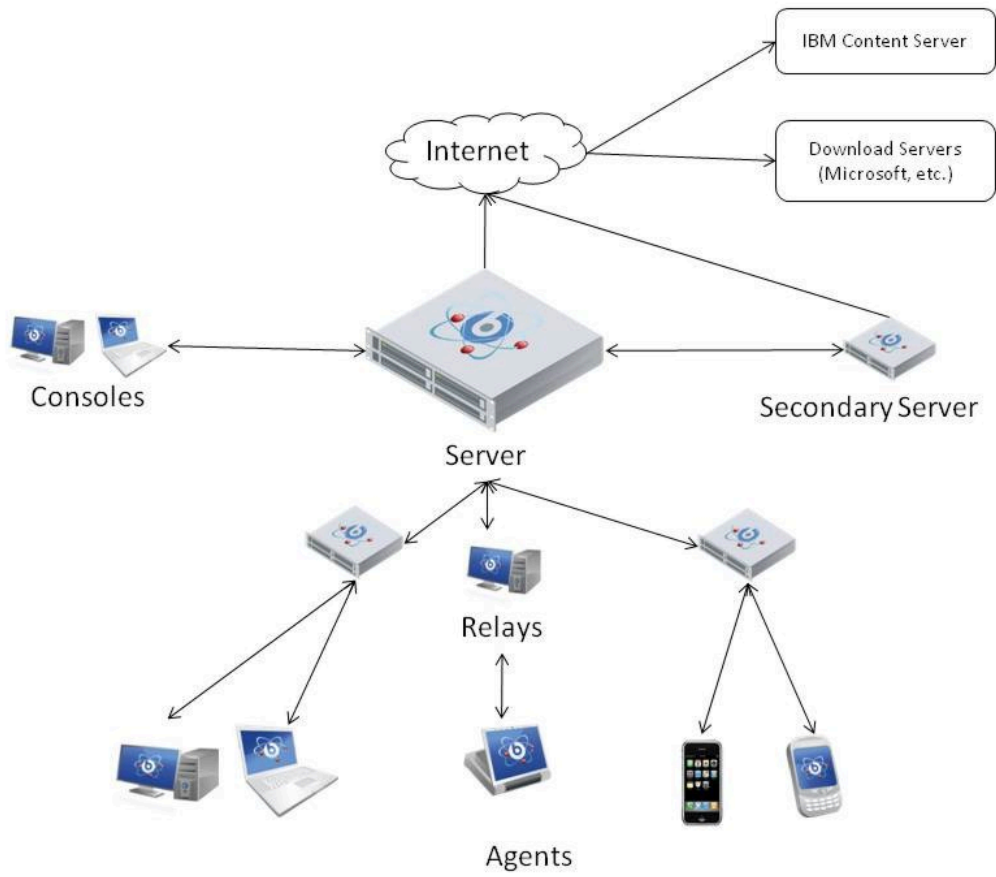 IBM Content Server
Internet
Download Servers
(Microsoft, etc.)
Consoles
Secondary Server
Server
Relays
Agents